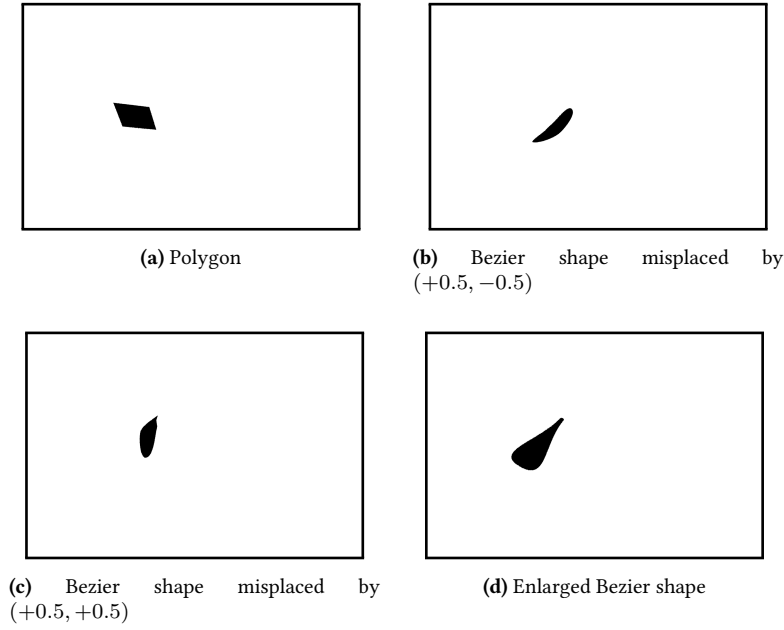 (a) Polygon
(b) Bezier shape misplaced by
(+0.5, −0.5)
(c) Bezier shape misplaced by
(+0.5, +0.5)
(d) Enlarged Bezier shape